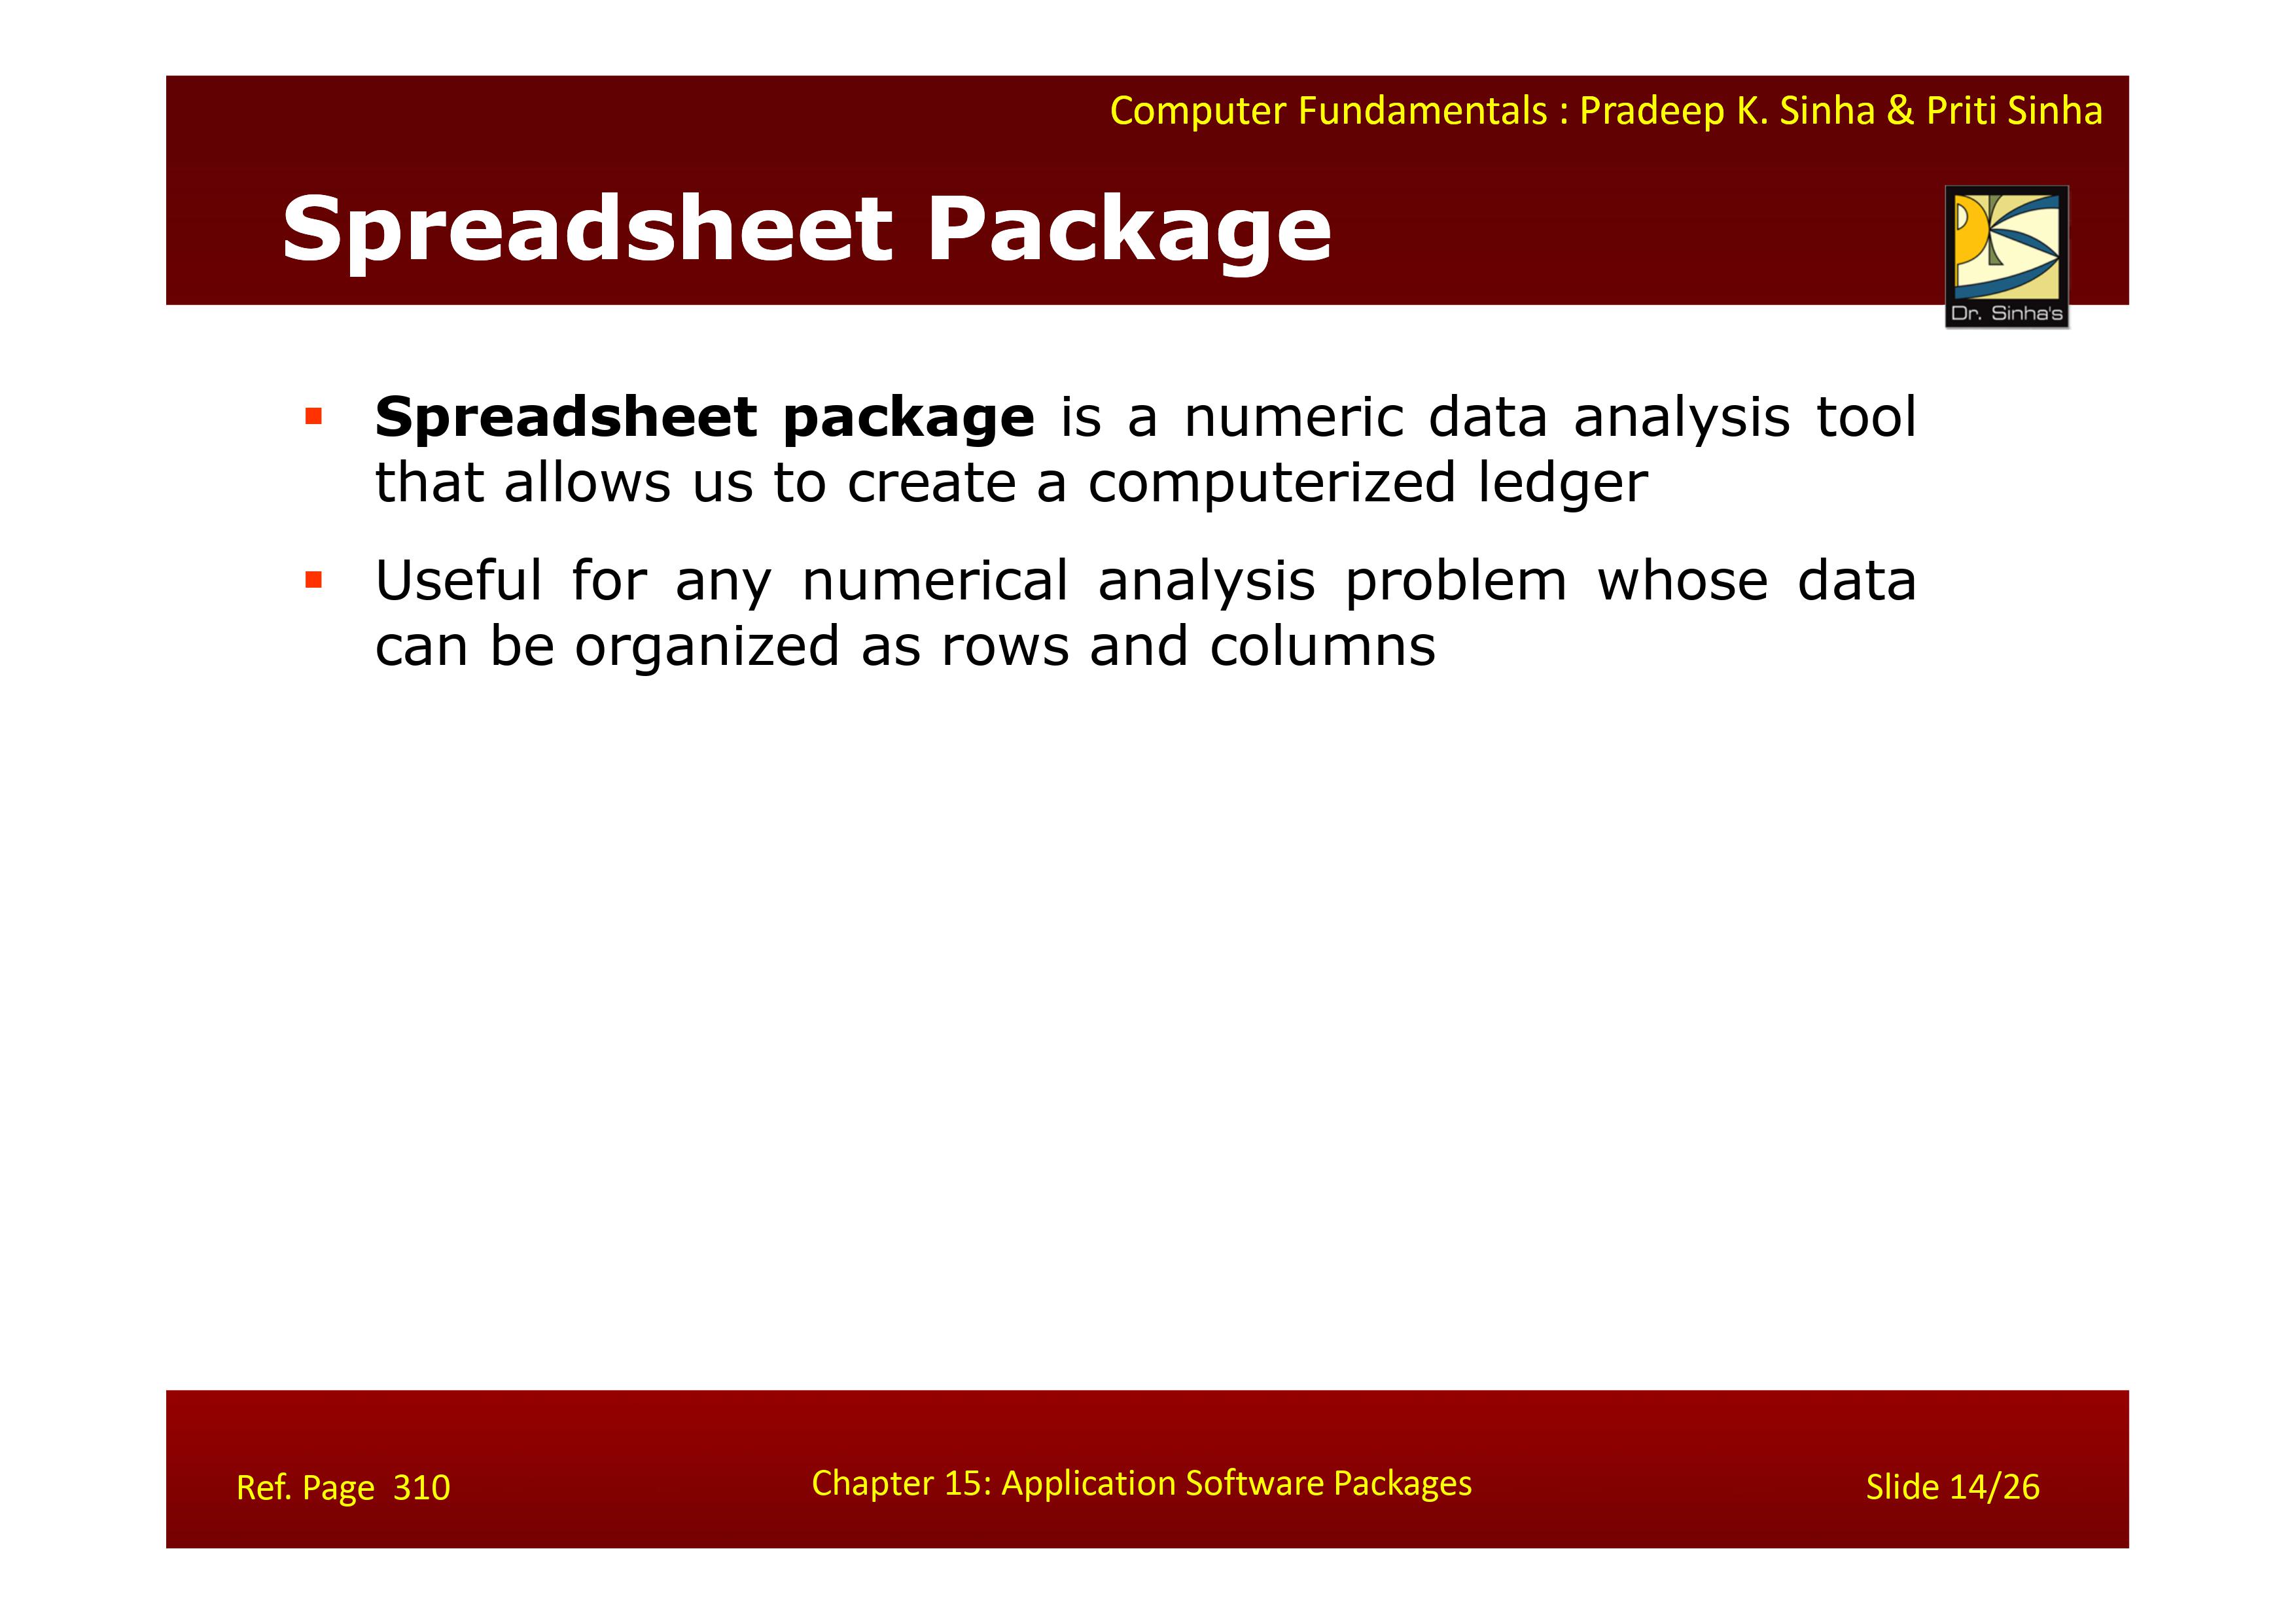 Computer Fundamentals : Pradeep K. Sinha & Priti Sinha
Spreadsheet Package
Dr. Sinha's
▪ Spreadsheet package is a numeric data analysis tool
that allows us to create a computerized ledger
▪ Useful for any numerical analysis problem whose data
can be organized as rows and columns
Ref. Page 310
Chapter 15: Application Software Packages
Slide 14/26